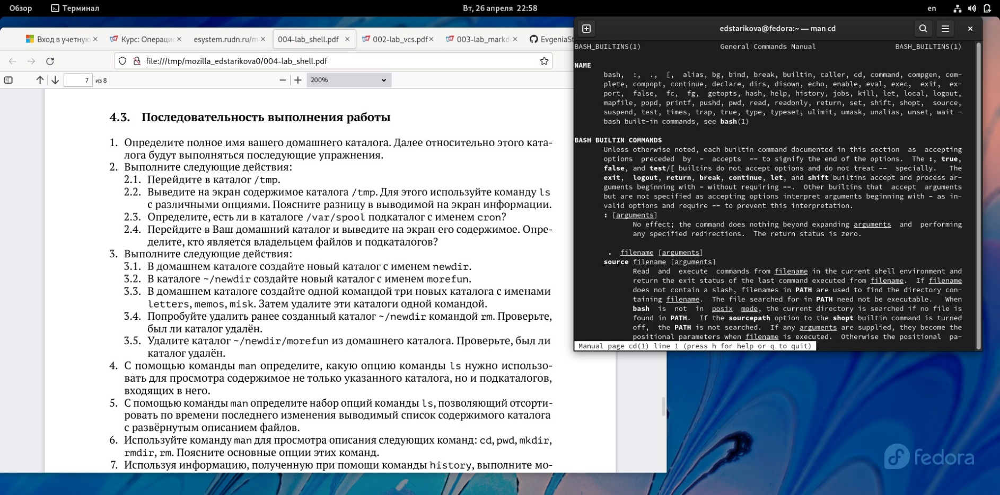 Обзор
Терминал
Вт, 26 апреля 22:58
en
Вход в учетную
Курс: Операцис
esystem.rudn.ru/m
004-lab_shell.pdf
002-lab_vcs.pdf
003-lab_markd
EvgeniaSt
file:///tmp/mozilla_edstarikova0/004-lab_shell.pdf
7 из 8
200%
4.3. Последовательность выполнения работы
1. Определите полное имя вашего домашнего каталога. Далее относительно этого ката-
лога будут выполняться последующие упражнения.
2. Выполните следующие действия:
2.1. Перейдите в каталог /tmp.
2.2. Выведите на экран содержимое каталога /tmp. Для этого используйте команду ls
с различными опциями. Поясните разницу в выводимой на экран информации.
2.3. Определите, есть ли в каталоге /var/spool подкаталог с именем cron?
2.4. Перейдите в Ваш домашний каталог и выведите на экран его содержимое. Опре-
делите, кто является владельцем файлов и подкаталогов?
3. Выполните следующие действия:
3.1. В домашнем каталоге создайте новый каталог с именем newdir.
3.2. В каталоге ~/newdir создайте новый каталог с именем morefun.
3.3. В домашнем каталоге создайте одной командой три новых каталога с именами
letters, memos, misk. Затем удалите эти каталоги одной командой.
3.4. Попробуйте удалить ранее созданный каталог ~/newdir командой rm. Проверьте,
был ли каталог удалён.
3.5. Удалите каталог ~/newdir/morefun из домашнего каталога. Проверьте, был ли
каталог удалён.
4. С помощью команды man определите, какую опцию команды ls нужно использо-
вать для просмотра содержимое не только указанного каталога, но и подкаталогов,
входящих в него.
5. С помощью команды man определите набор опций команды ls, позволяющий отсорти-
ровать по времени последнего изменения выводимый список содержимого каталога
с развёрнутым описанием файлов.
6. Используйте команду man для просмотра описания следующих команд: cd, pwd, mkdir,
rmdir, rm. Поясните основные опции этих команд.
7. Используя информацию, полученную при помощи команды history, выполните мо-
edstarikova@fedora:~ — man cd
BASH_BUILTINS(1) General Commands Manual BASH_BUILTINS(1)
NAME
bash, :, ., [, alias, bg, bind, break, builtin, caller, cd, command, compgen, com-
plete, compopt, continue, declare, dirs, disown, echo, enable, eval, exec, exit, ex-
port, false, fc, fg, getopts, hash, help, history, jobs, kill, let, local, logout,
mapfile, popd, printf, pushd, pwd, read, readonly, return, set, shift, shopt, source,
suspend, test, times, trap, true, type, typeset, ulimit, umask, unalias, unset, wait -
bash built-in commands, see bash(1)
BASH BUILTIN COMMANDS
Unless otherwise noted, each builtin command documented in this section as accepting
options preceded by - accepts -- to signify the end of the options. The :, true,
false, and test/[ builtins do not accept options and do not treat -- specially. The
exit, logout, return, break, continue, let, and shift builtins accept and process ar-
guments beginning with - without requiring --. Other builtins that accept arguments
but are not specified as accepting options interpret arguments beginning with - as in-
valid options and require -- to prevent this interpretation.
: [arguments]
No effect; the command does nothing beyond expanding arguments and performing
any specified redirections. The return status is zero.
. filename [arguments]
source filename [arguments]
Read and execute commands from filename in the current shell environment and
return the exit status of the last command executed from filename. If filename
does not contain a slash, filenames in PATH are used to find the directory con-
taining filename. The file searched for in PATH need not be executable. When
bash is not in posix mode, the current directory is searched if no file is
found in PATH. If the sourcepath option to the shopt builtin command is turned
off, the PATH is not searched. If any arguments are supplied, they become the
positional parameters when filename is executed. Otherwise the positional pa-
Manual page cd(1) line 1 (press h for help or q to quit)
fedora